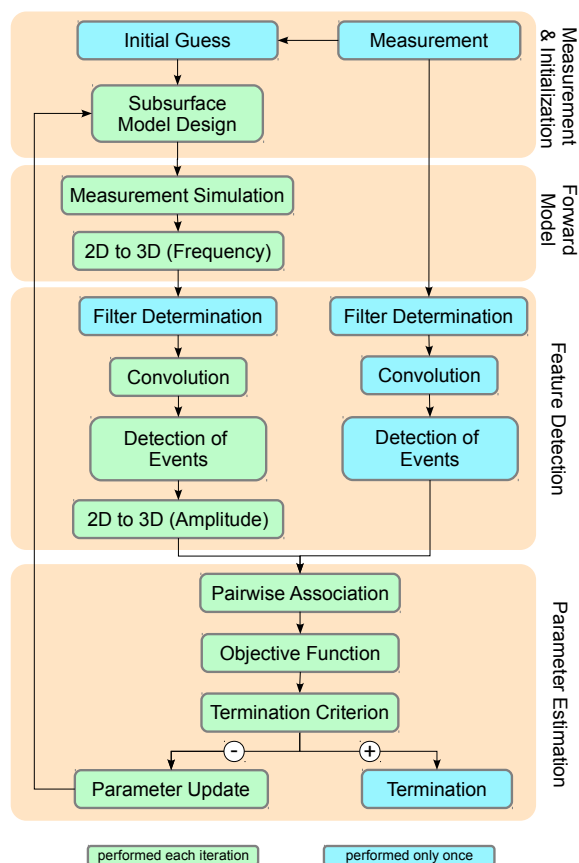 Initial Guess
Measurement
Subsurface
Model Design
Measurement
& Initialization
Measurement Simulation
2D to 3D (Frequency)
Forward
Model
Filter Determination
Filter Determination
Convolution
Convolution
Detection of
Events
Detection of
Events
2D to 3D (Amplitude)
Feature Detection
Pairwise Association
Objective Function
Termination Criterion
-
+
Parameter Update
Termination
Parameter Estimation
performed each iteration
performed only once